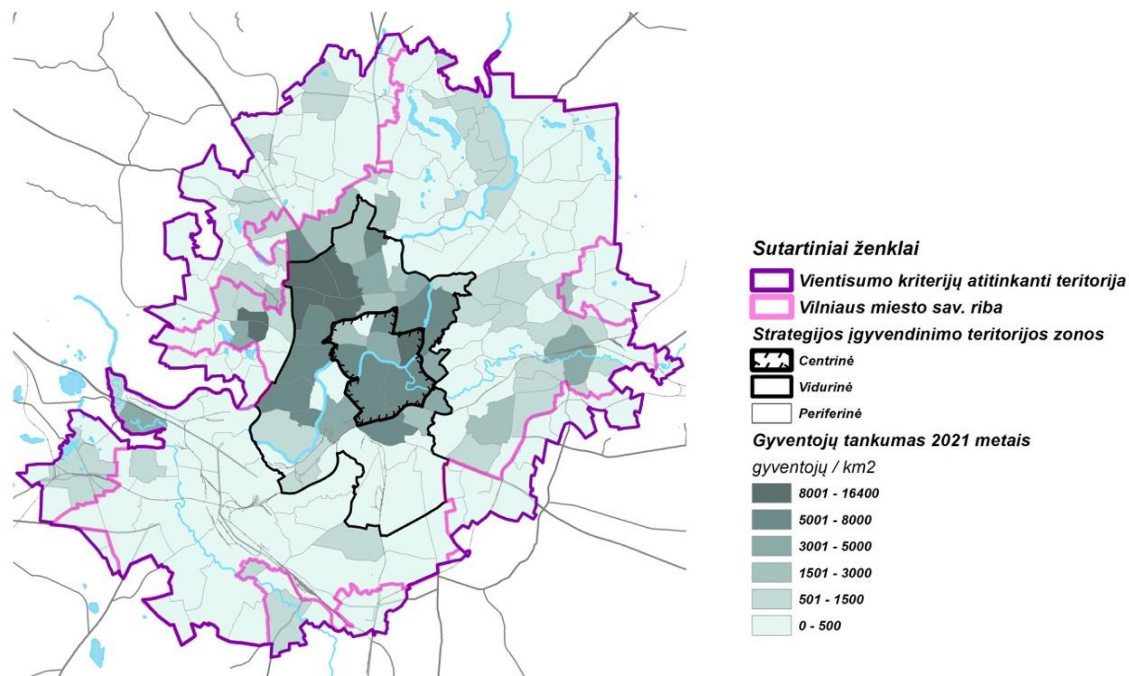 Sutartiniai ženklai
Vientisumo kriterijų atitinkanti teritorija
Vilniaus miesto sav. riba
Strategijos įgyvendinimo teritorijos zonos
Centrinė
Vidurinė
Periferinė
Gyventojų tankumas 2021 metais
gyventojų / km2
8001 - 16400
5001 - 8000
3001 - 5000
1501 - 3000
501 - 1500
0 - 500